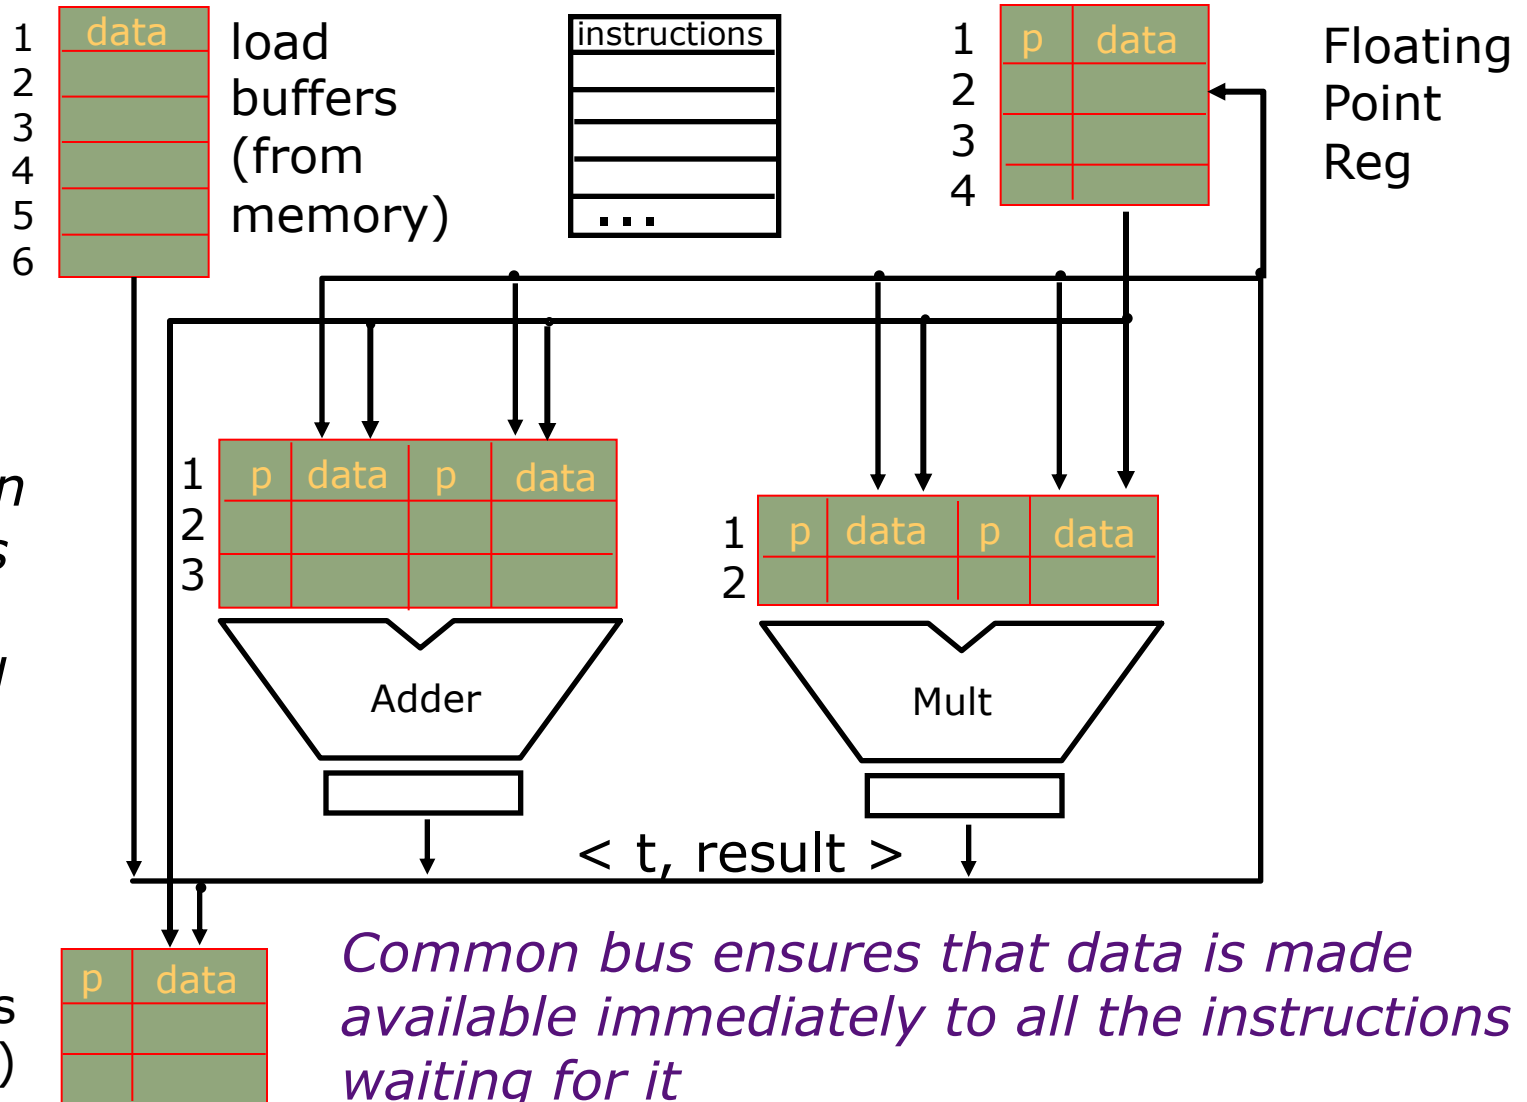 1
2
3
4
5
6
data
load
buffers
(from
memory)
instructions
...
1
2
3
4
p data
Floating
Point
Reg
1
2
3
p data p data
1
2
p data p data
Adder
Mult
< t, result >
p data
Common bus ensures that data is made
available immediately to all the instructions
waiting for it